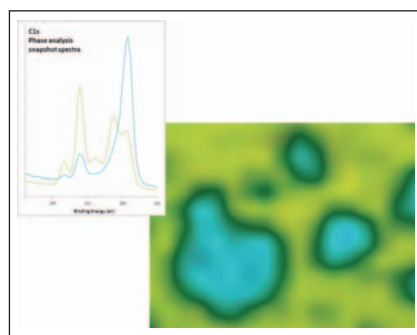 C1s
Phase analysis
snapshot spectra
Binding Energy (eV)